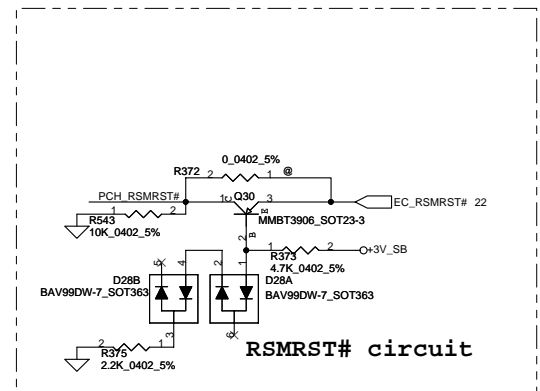 0_0402_5%
R372 2 1 @
PCH_RSMRST# 1 C Q30 3 EC_RSMRST# 22
1 2 E
R543 MMBT3906_SOT23-3
10K_0402_5%
B
2
1 2 +3V_SB
R373
4.7K_0402_5%
5 4 2 1
D28B D28A
BAV99DW-7_SOT363 BAV99DW-7_SOT363
3 6
2 1
R375
2.2K_0402_5%
RSMRST# circuit